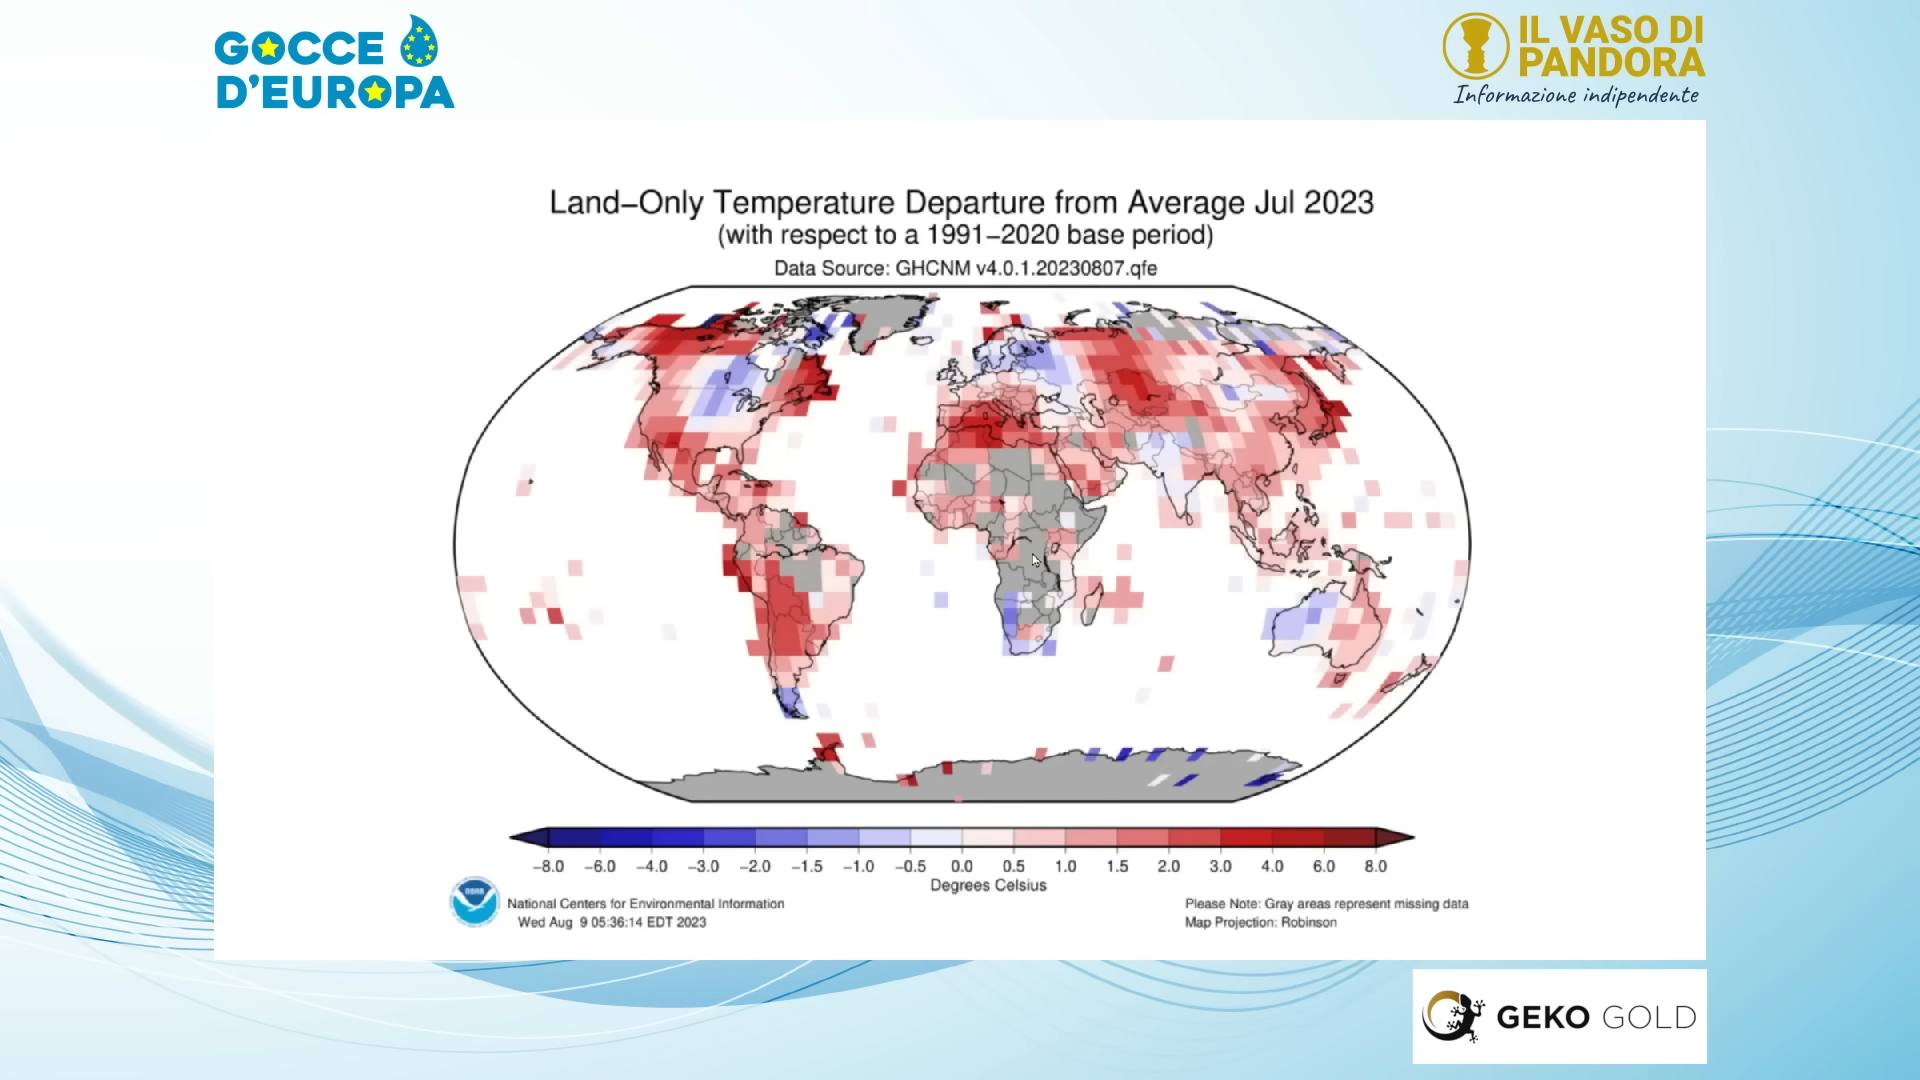 GOCCE
D'EUROPA
IL VASO DI
PANDORA
Informazione indipendente
Land-Only Temperature Departure from Average Jul 2023
(with respect to a 1991-2020 base period)
Data Source: GHCNM v4.0.1.20230807.qfe
-8.0 -6.0 -4.0 -3.0 -2.0 -1.5 -1.0 -0.5 0.0 0.5 1.0 1.5 2.0 3.0 4.0 6.0 8.0
Degrees Celsius
NOAA
National Centers for Environmental Information
Wed Aug 9 05:36:14 EDT 2023
Please Note: Gray areas represent missing data
Map Projection: Robinson
GEKO GOLD